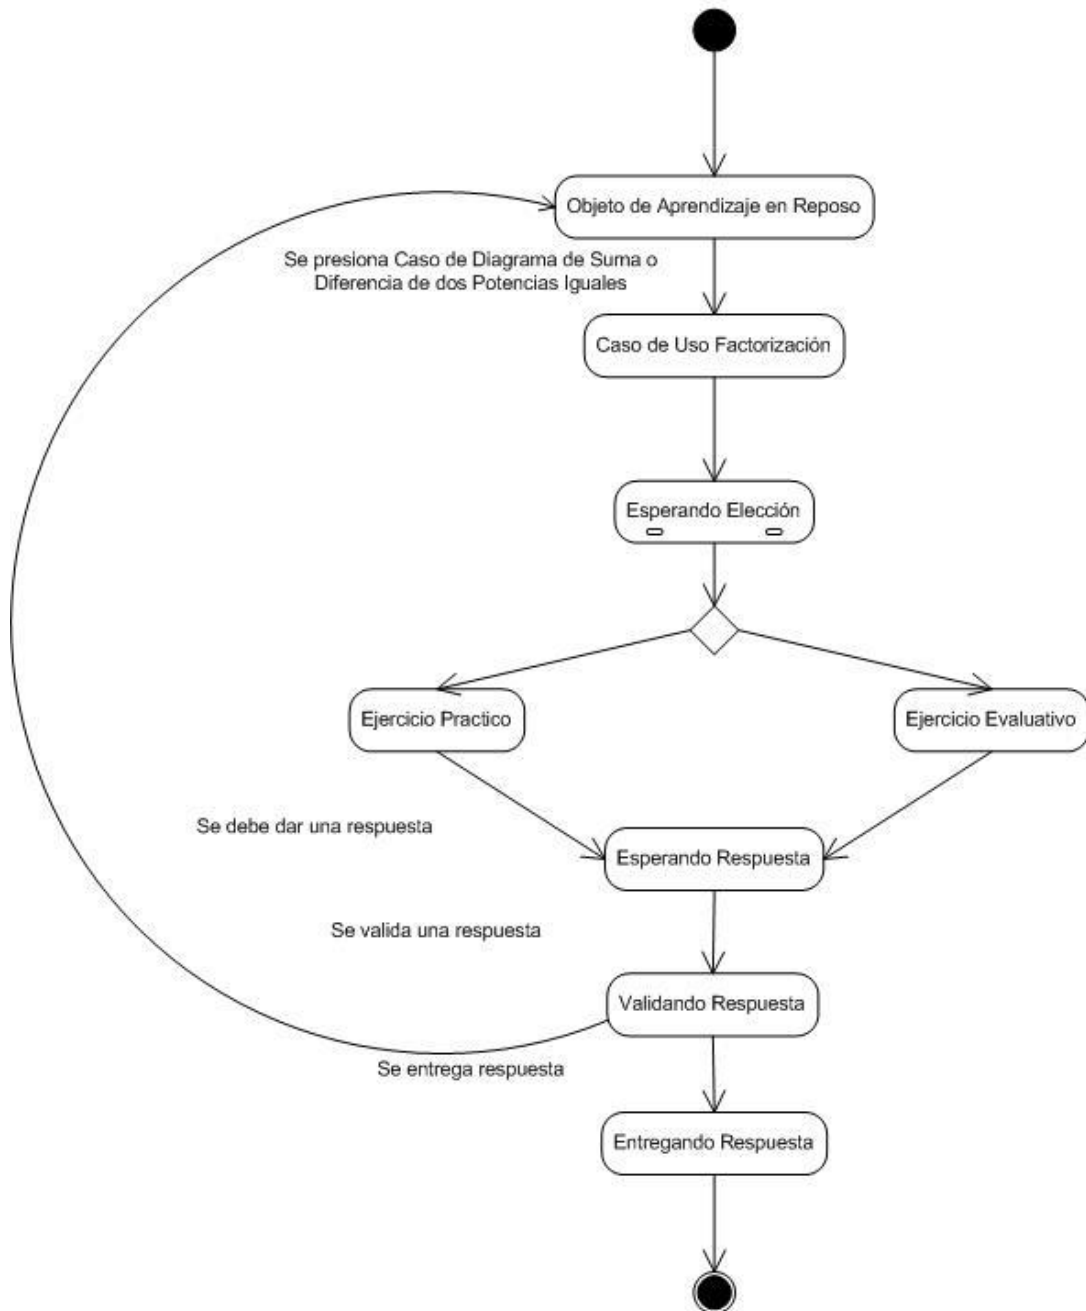 Objeto de Aprendizaje en Reposo
Se presiona Caso de Diagrama de Suma o
Diferencia de dos Potencias Iguales
Caso de Uso Factorización
Esperando Elección
Ejercicio Practico
Ejercicio Evaluativo
Se debe dar una respuesta
Esperando Respuesta
Se valida una respuesta
Validando Respuesta
Se entrega respuesta
Entregando Respuesta